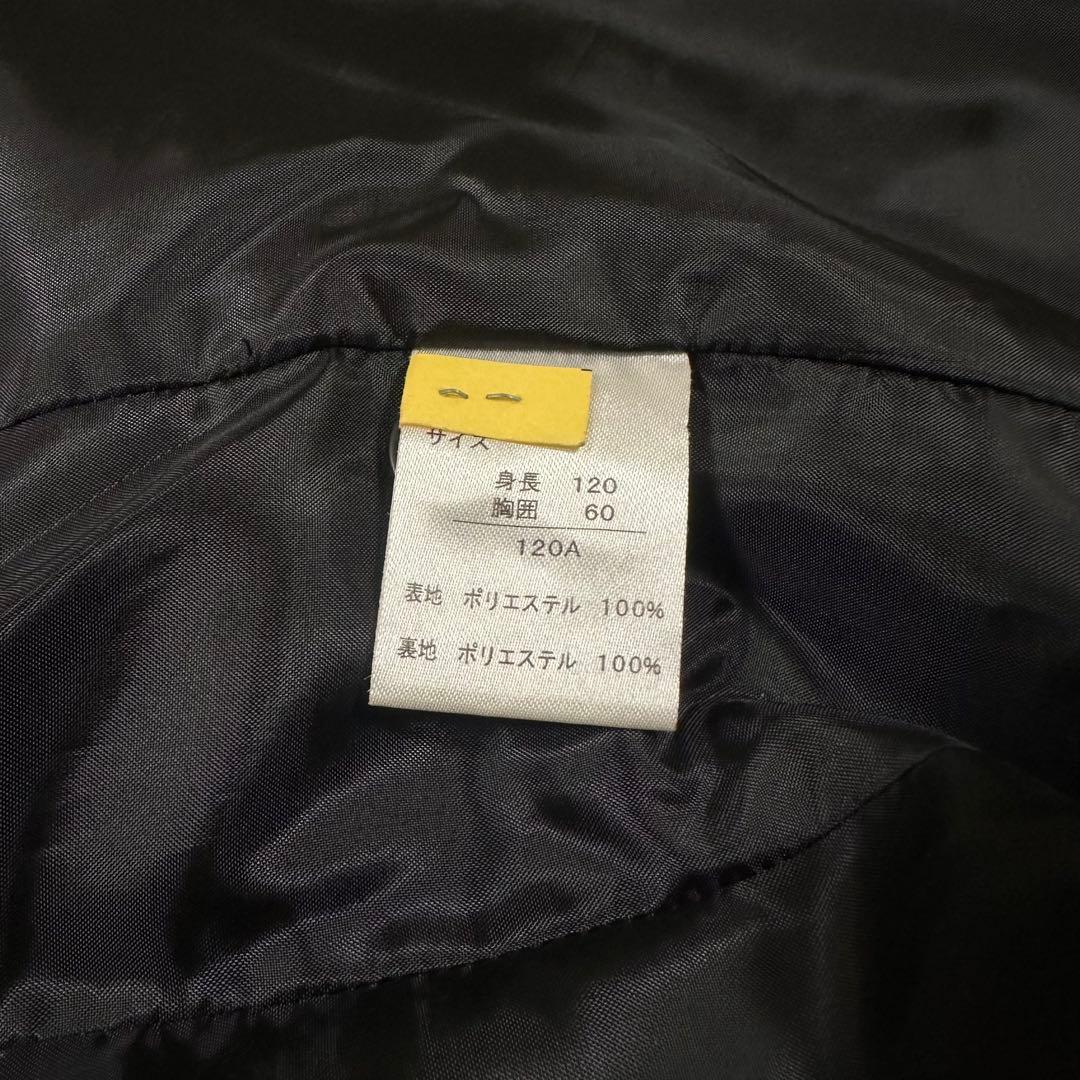 サイズ
身長 120
胸囲 60
120A
表地 ポリエステル 100%
裏地 ポリエステル 100%